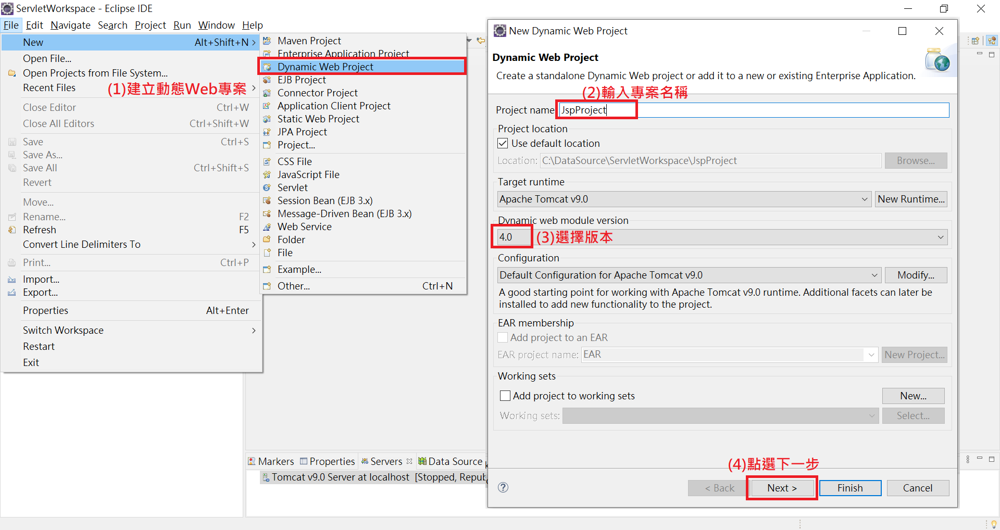 ServletWorkspace - Eclipse IDE
File Edit Navigate Search Project Run Window Help
New Alt+Shift+N
Open File...
Open Projects from File System...
Recent Files
(1)建立動態Web專案
Close Editor Ctrl+W
Close All Editors Ctrl+Shift+W
Save Ctrl+S
Save As...
Save All Ctrl+Shift+S
Revert
Move...
Rename... F2
Refresh F5
Convert Line Delimiters To
Print... Ctrl+P
Import...
Export...
Properties Alt+Enter
Switch Workspace
Restart
Exit
Maven Project
Enterprise Application Project
Dynamic Web Project
EJB Project
Connector Project
Application Client Project
Static Web Project
JPA Project
Project...
CSS File
JavaScript File
Servlet
Session Bean (EJB 3.x)
Message-Driven Bean (EJB 3.x)
Web Service
Folder
File
Example...
Other... Ctrl+N
Markers Properties Servers Data Source
Tomcat v9.0 Server at localhost [Stopped, Repub
New Dynamic Web Project
Dynamic Web Project
Create a standalone Dynamic Web project or add it to a new or existing Enterprise Application.
(2)輸入專案名稱
Project name JspProject
Project location
Use default location
Location: C:\DataSource\ServletWorkspace\JspProject Browse...
Target runtime
Apache Tomcat v9.0 New Runtime...
Dynamic web module version
4.0 (3)選擇版本
Configuration
Default Configuration for Apache Tomcat v9.0 Modify...
A good starting point for working with Apache Tomcat v9.0 runtime. Additional facets can later be
installed to add new functionality to the project.
EAR membership
Add project to an EAR
EAR project name: EAR New Project...
Working sets
Add project to working sets New...
Working sets: Select...
(4)點選下一步
< Back Next > Finish Cancel